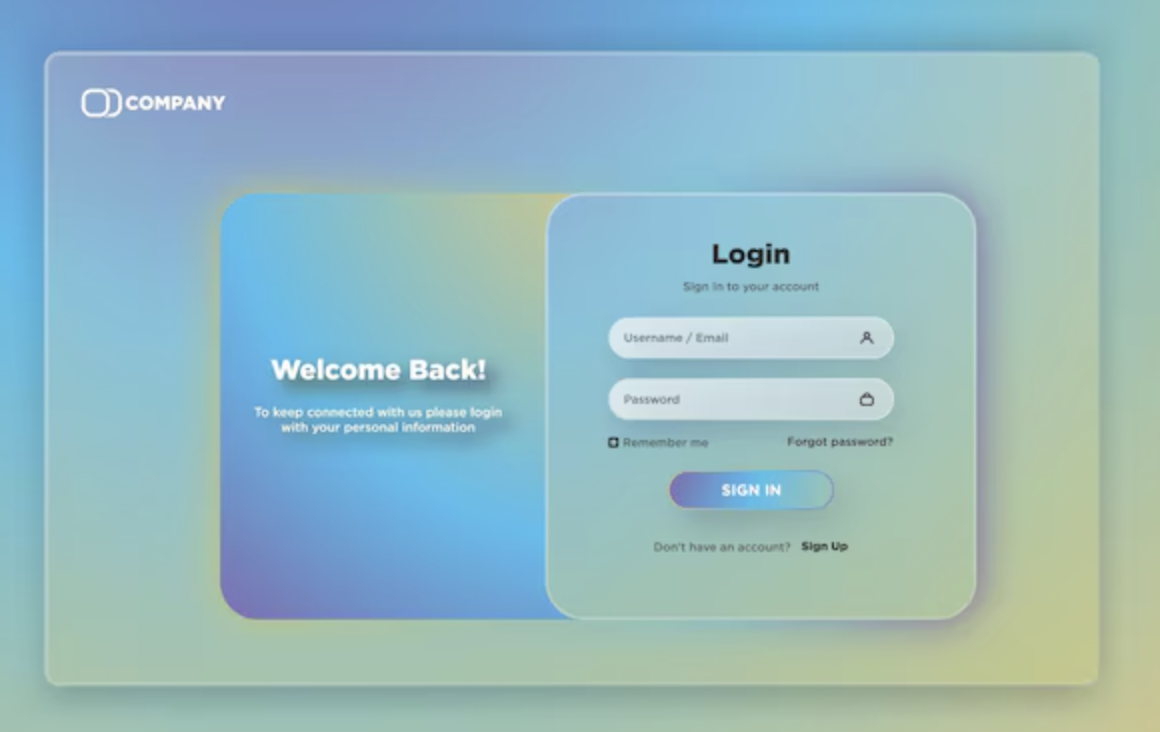 COMPANY
Welcome Back!
To keep connected with us please login
with your personal information
Login
Sign in to your account
Username / Email
Password
Remember me
Forgot password?
SIGN IN
Don't have an account? Sign Up